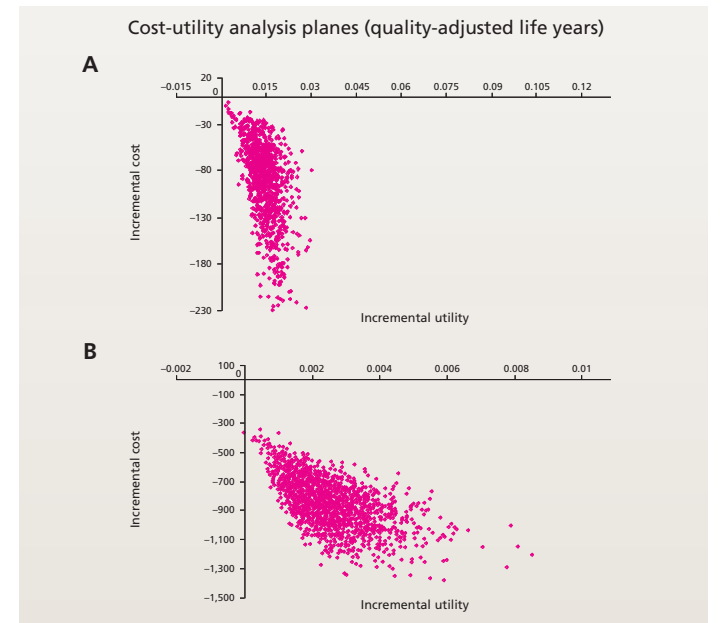 Cost-utility analysis planes (quality-adjusted life years)
A
20
−0.015 0 0.015 0.03 0.045 0.06 0.075 0.09 0.105 0.12
−30
−80
−130
−180
−230
Incremental cost
Incremental utility
B
100
−0.002 0 0.002 0.004 0.006 0.008 0.01
−100
−300
−500
−700
−900
−1,100
−1,300
−1,500
Incremental cost
Incremental utility